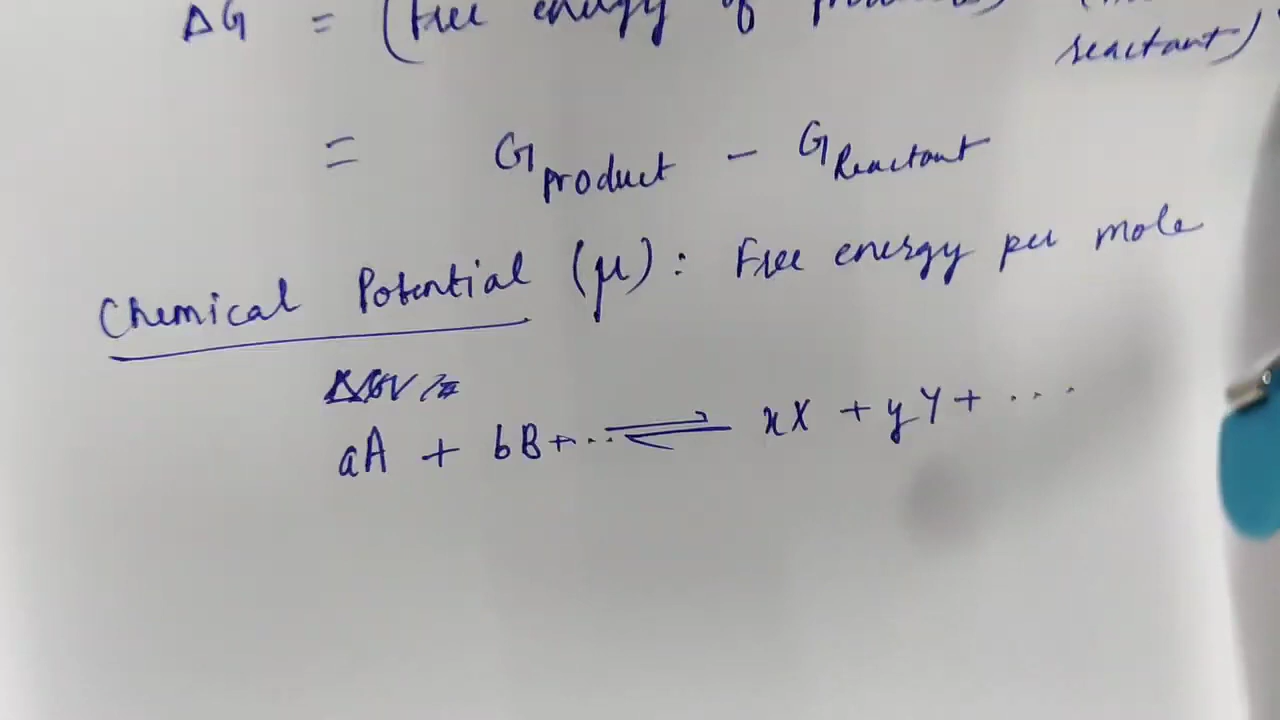 ΔG = (Free energy of
reactant)
= G product - G Reactant
Chemical Potential (μ): Free energy per mole
aA + bB+... ⇌ xX + yY + ....